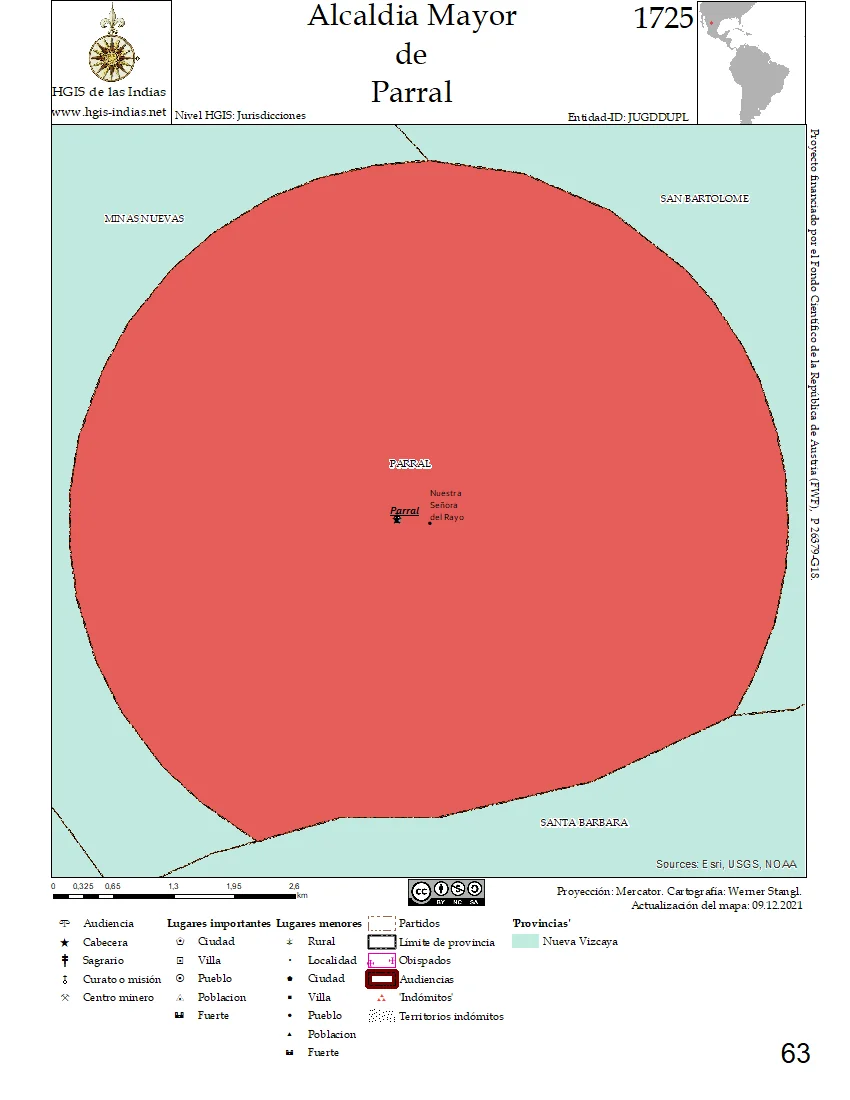 Alcaldia Mayor
de
Parral
1725
HGIS de las Indias
www.hgis-indias.net
Nivel HGIS: Jurisdicciones
Entidad-ID: JUGDDUPL
Proyecto financiado por el Fondo Científico de la República de Austria (FWF), P 26379-G18.
MINAS NUEVAS
SAN BARTOLOME
PARRAL
Parral
Nuestra
Señora
del Rayo
SANTA BARBARA
Sources: Esri, USGS, NOAA
0 0,325 0,65 1,3 1,95 2,6
km
cc BY NC SA
Proyección: Mercator. Cartografía: Werner Stangl.
Actualización del mapa: 09.12.2021
Audiencia
Cabecera
Sagrario
Curato o misión
Centro minero
Lugares importantes
Ciudad
Villa
Pueblo
Poblacion
Fuerte
Lugares menores
Rural
Localidad
Ciudad
Villa
Pueblo
Poblacion
Fuerte
Partidos
Límite de provincia
Obispados
Audiencias
'Indómitos'
Territorios indómitos
'Provincias'
Nueva Vizcaya
63